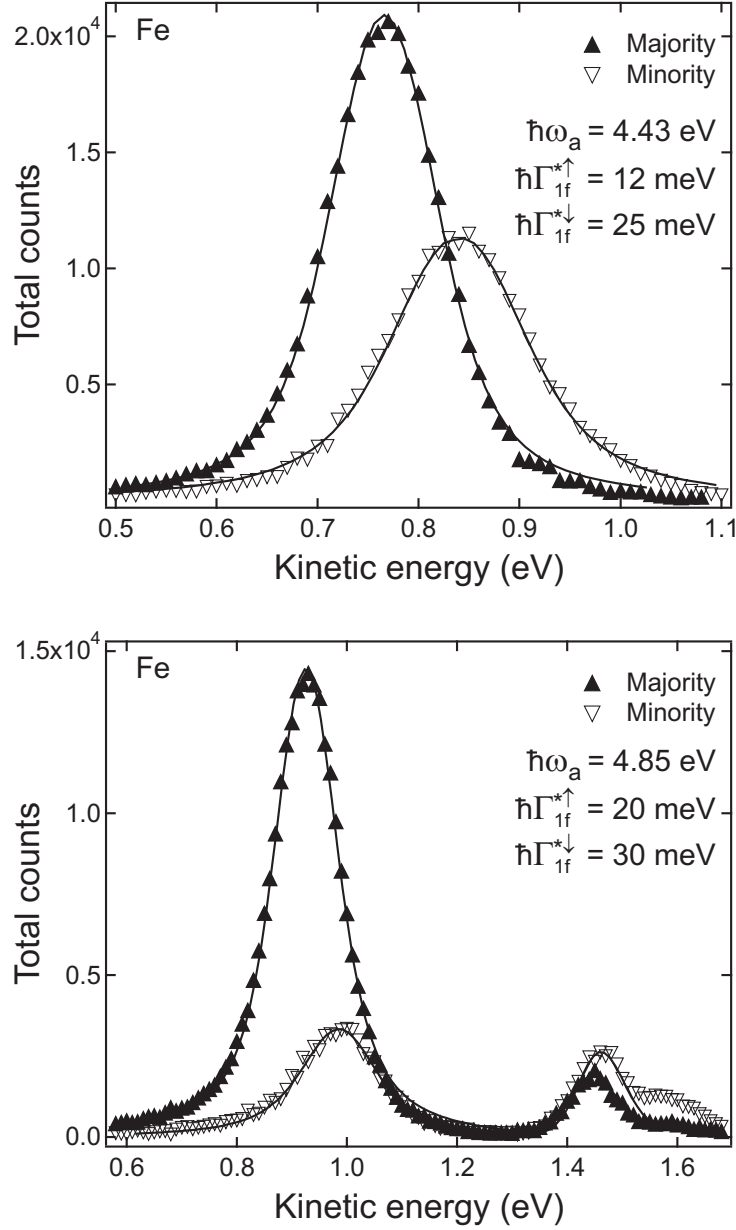 Fe
▲ Majority
▽ Minority
ħω_a = 4.43 eV
ħΓ*↑_1f = 12 meV
ħΓ*↓_1f = 25 meV
2.0x10⁴
1.5
1.0
0.5
Total counts
0.5 0.6 0.7 0.8 0.9 1.0 1.1
Kinetic energy (eV)
Fe
▲ Majority
▽ Minority
ħω_a = 4.85 eV
ħΓ*↑_1f = 20 meV
ħΓ*↓_1f = 30 meV
1.5x10⁴
1.0
0.5
0.0
Total counts
0.6 0.8 1.0 1.2 1.4 1.6
Kinetic energy (eV)